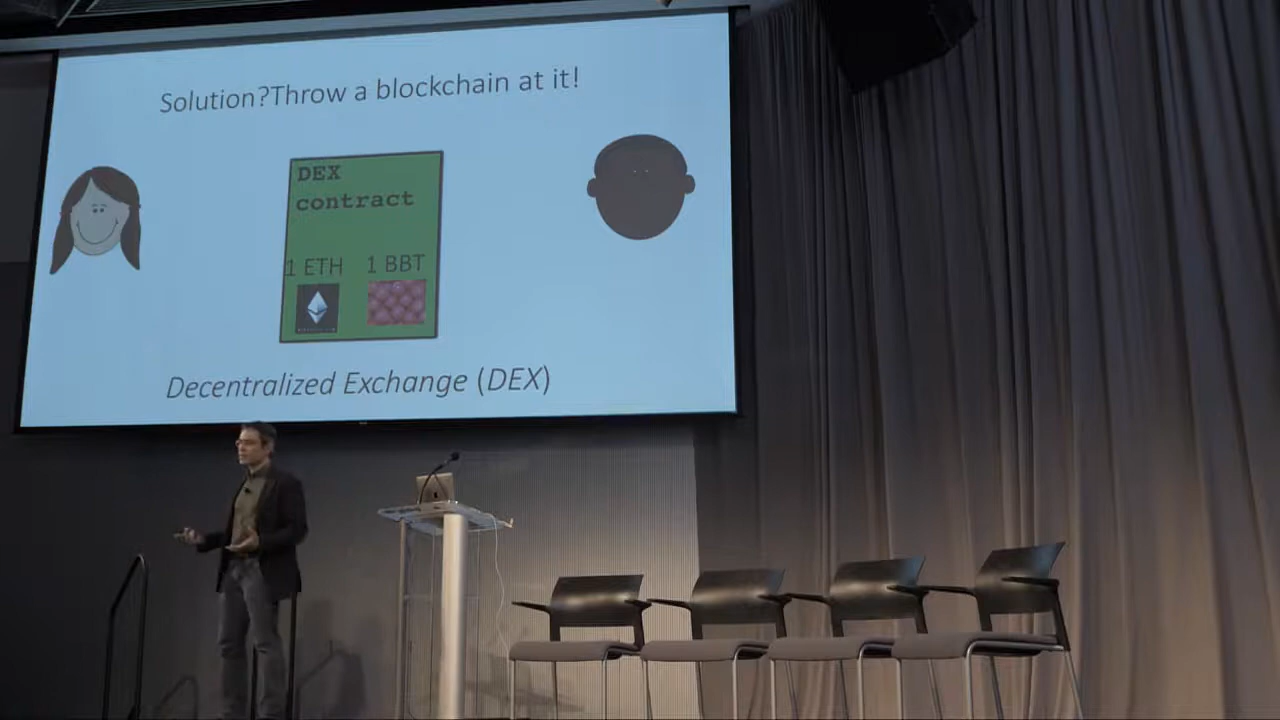 Solution?Throw a blockchain at it!
DEX
contract
1 ETH 1 BBT
Decentralized Exchange (DEX)